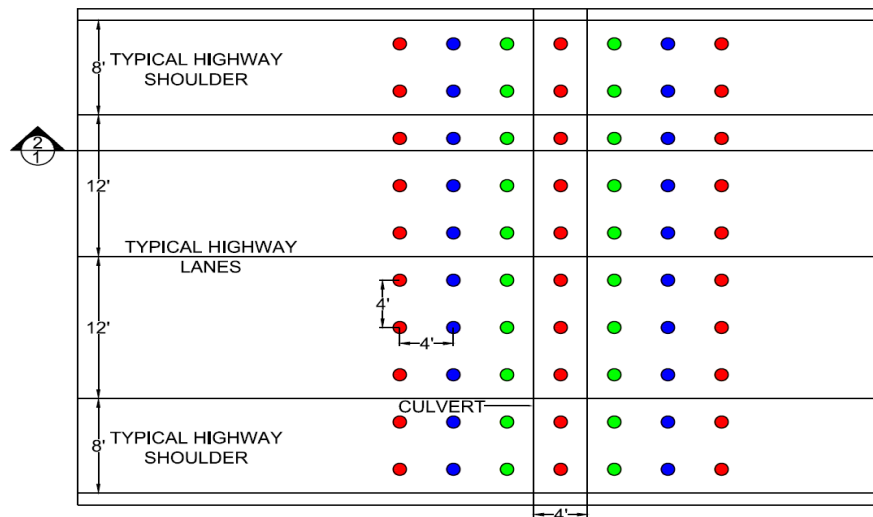 8'
TYPICAL HIGHWAY
SHOULDER
2
1
12'
TYPICAL HIGHWAY
LANES
4'
12'
4'
CULVERT
8'
TYPICAL HIGHWAY
SHOULDER
4'